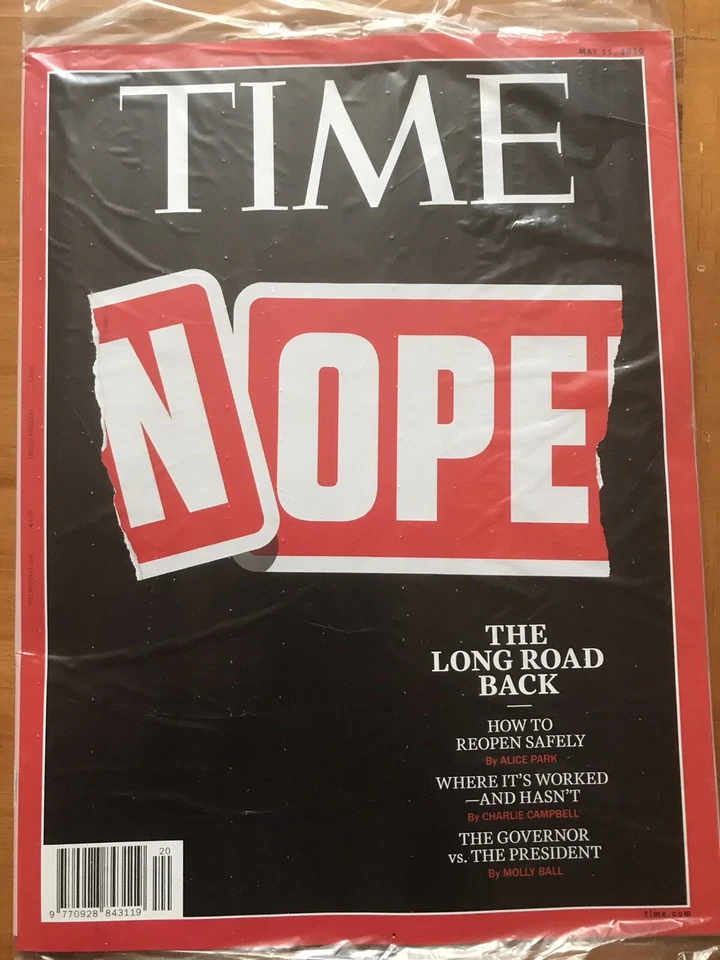 MAY 11, 2020
TIME
NOPE
THE
LONG ROAD
BACK
HOW TO
REOPEN SAFELY
By ALICE PARK
WHERE IT'S WORKED
—AND HASN'T
By CHARLIE CAMPBELL
THE GOVERNOR
vs. THE PRESIDENT
By MOLLY BALL
20
9 770928 843119
time.com